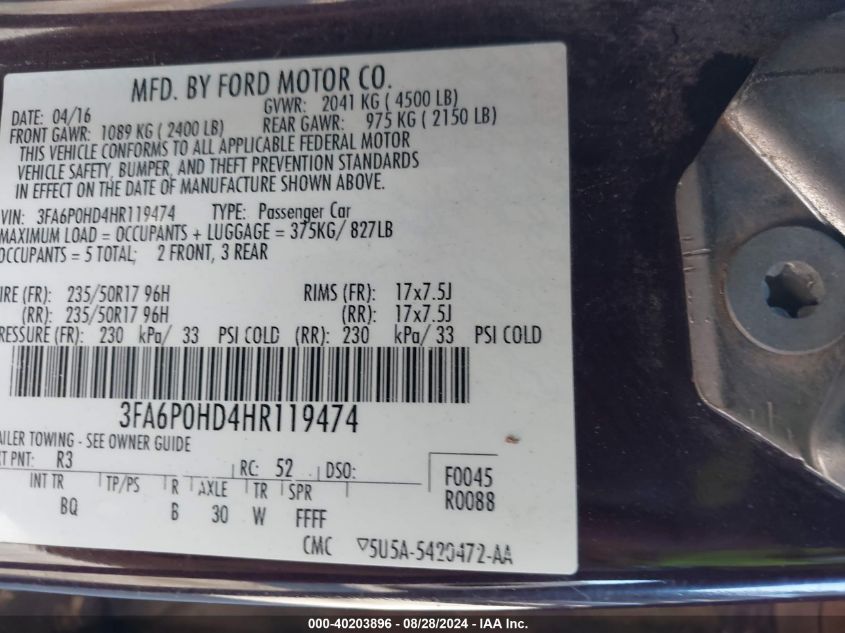 MFD. BY FORD MOTOR CO.
DATE: 04/16 GVWR: 2041 KG ( 4500 LB)
FRONT GAWR: 1089 KG ( 2400 LB) REAR GAWR: 975 KG ( 2150 LB)
THIS VEHICLE CONFORMS TO ALL APPLICABLE FEDERAL MOTOR
VEHICLE SAFETY, BUMPER, AND THEFT PREVENTION STANDARDS
IN EFFECT ON THE DATE OF MANUFACTURE SHOWN ABOVE.
VIN: 3FA6P0HD4HR119474 TYPE: Passenger Car
MAXIMUM LOAD = OCCUPANTS + LUGGAGE = 375KG/ 827LB
OCCUPANTS = 5 TOTAL; 2 FRONT, 3 REAR
IRE (FR): 235/50R17 96H RIMS (FR): 17x7.5J
(RR): 235/50R17 96H (RR): 17x7.5J
PRESSURE (FR): 230 kPa/ 33 PSI COLD (RR): 230 kPa/ 33 PSI COLD
3FA6P0HD4HR119474
AILER TOWING - SEE OWNER GUIDE
XT PNT: R3 RC: 52 DSO: F0045
INT TR TP/PS R AXLE TR SPR R0088
BQ B 30 W FFFF
CMC ▽5U5A-5420472-AA
000-40203896 - 08/28/2024 - IAA Inc.